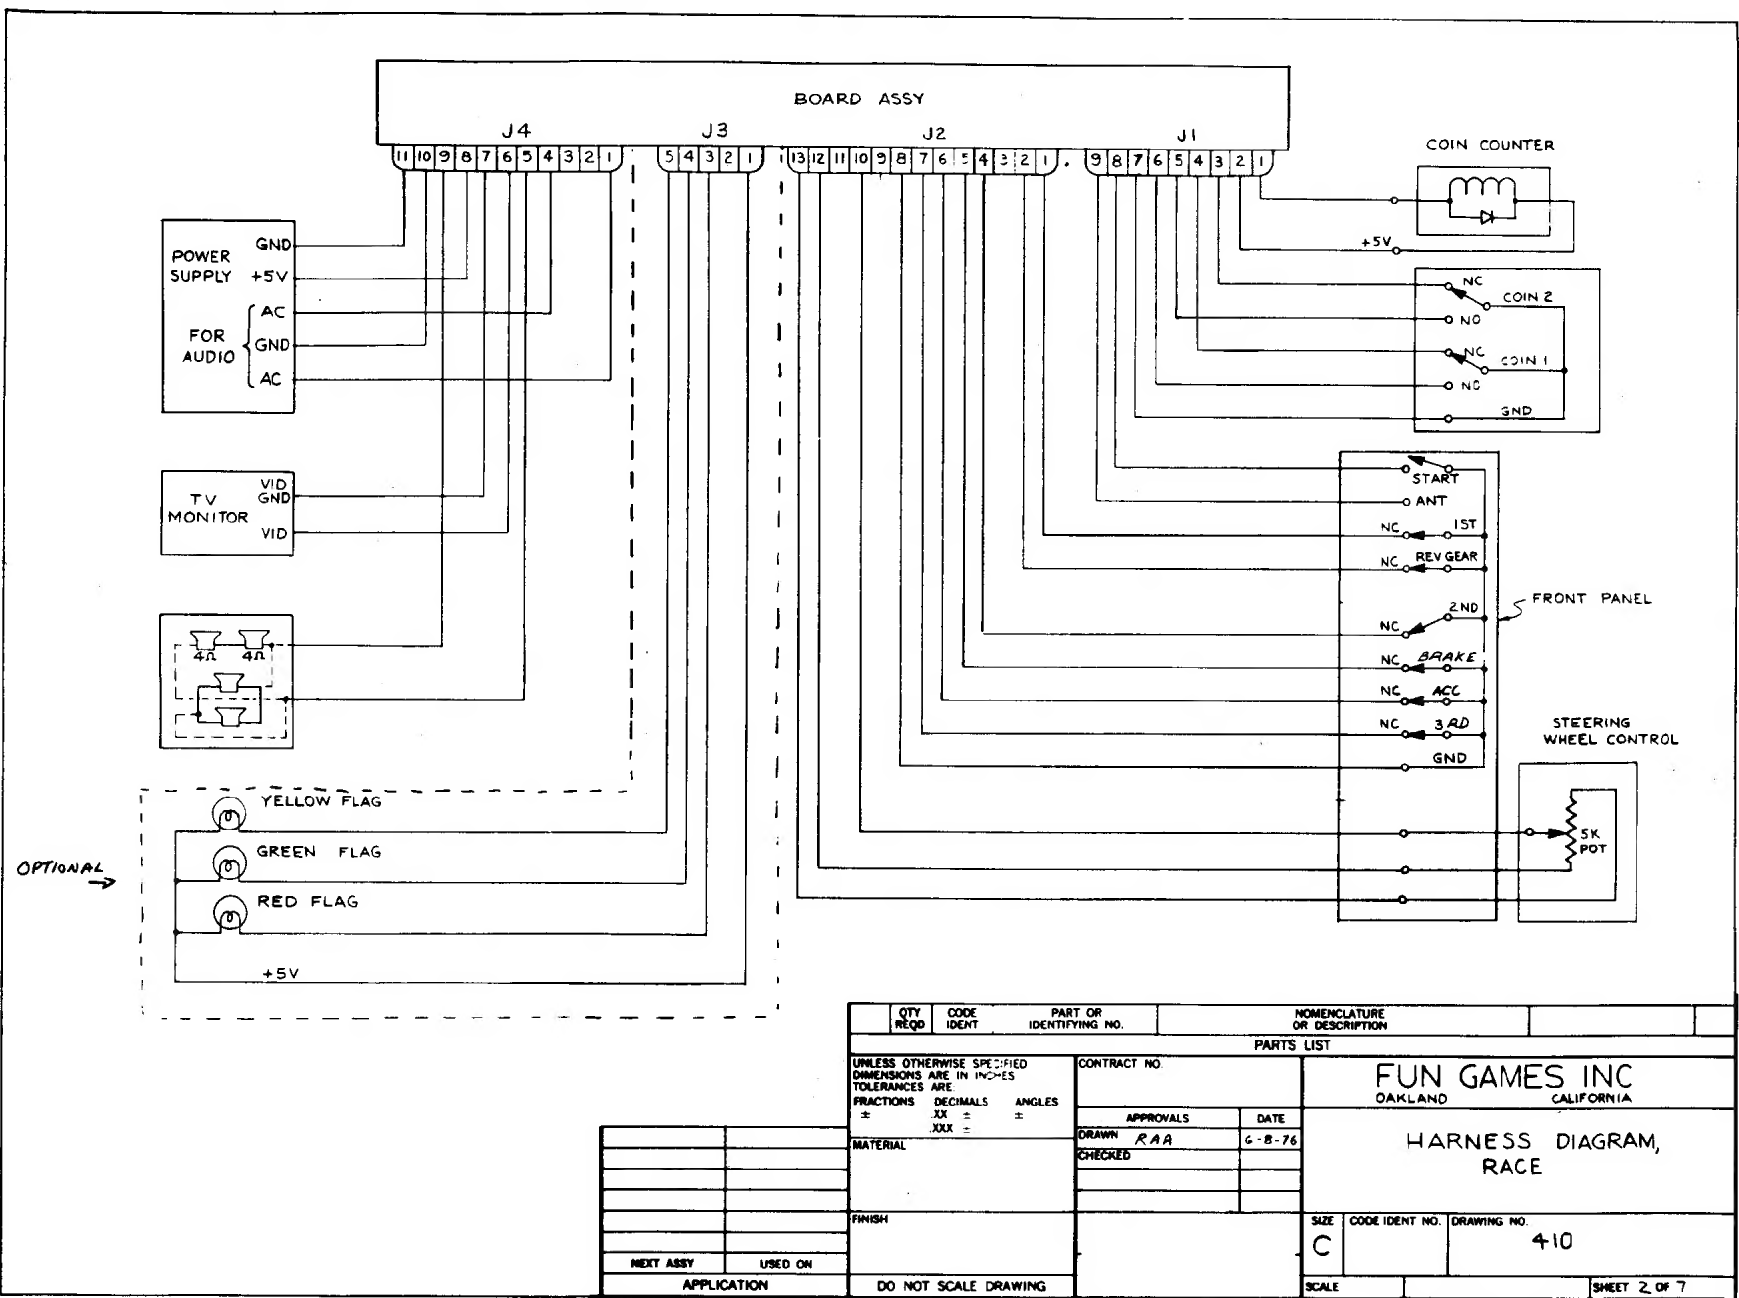 BOARD ASSY
J4 J3 J2 J1
11 10 9 8 7 6 5 4 3 2 1
5 4 3 2 1
13 12 11 10 9 8 7 6 5 4 3 2 1
9 8 7 6 5 4 3 2 1
COIN COUNTER
+5V
NC
COIN 2
NO
NC
COIN 1
NO
GND
POWER
SUPPLY
GND
+5V
FOR
AUDIO
AC
GND
AC
TV
MONITOR
VID
GND
VID
4Ω 4Ω
START
ANT
NC 1ST
NC REV GEAR
NC 2ND
NC BRAKE
NC ACC
NC 3RD
GND
FRONT PANEL
STEERING
WHEEL CONTROL
5K
POT
OPTIONAL
YELLOW FLAG
GREEN FLAG
RED FLAG
+5V
QTY
REQD
CODE
IDENT
PART OR
IDENTIFYING NO.
NOMENCLATURE
OR DESCRIPTION
PARTS LIST
UNLESS OTHERWISE SPECIFIED
DIMENSIONS ARE IN INCHES
TOLERANCES ARE:
FRACTIONS DECIMALS ANGLES
± .XX ± ±
.XXX ±
MATERIAL
FINISH
DO NOT SCALE DRAWING
CONTRACT NO.
APPROVALS DATE
DRAWN RAA 6-8-76
CHECKED
FUN GAMES INC
OAKLAND CALIFORNIA
HARNESS DIAGRAM,
RACE
SIZE
C
CODE IDENT NO.
DRAWING NO.
410
SCALE
SHEET 2 OF 7
NEXT ASSY USED ON
APPLICATION